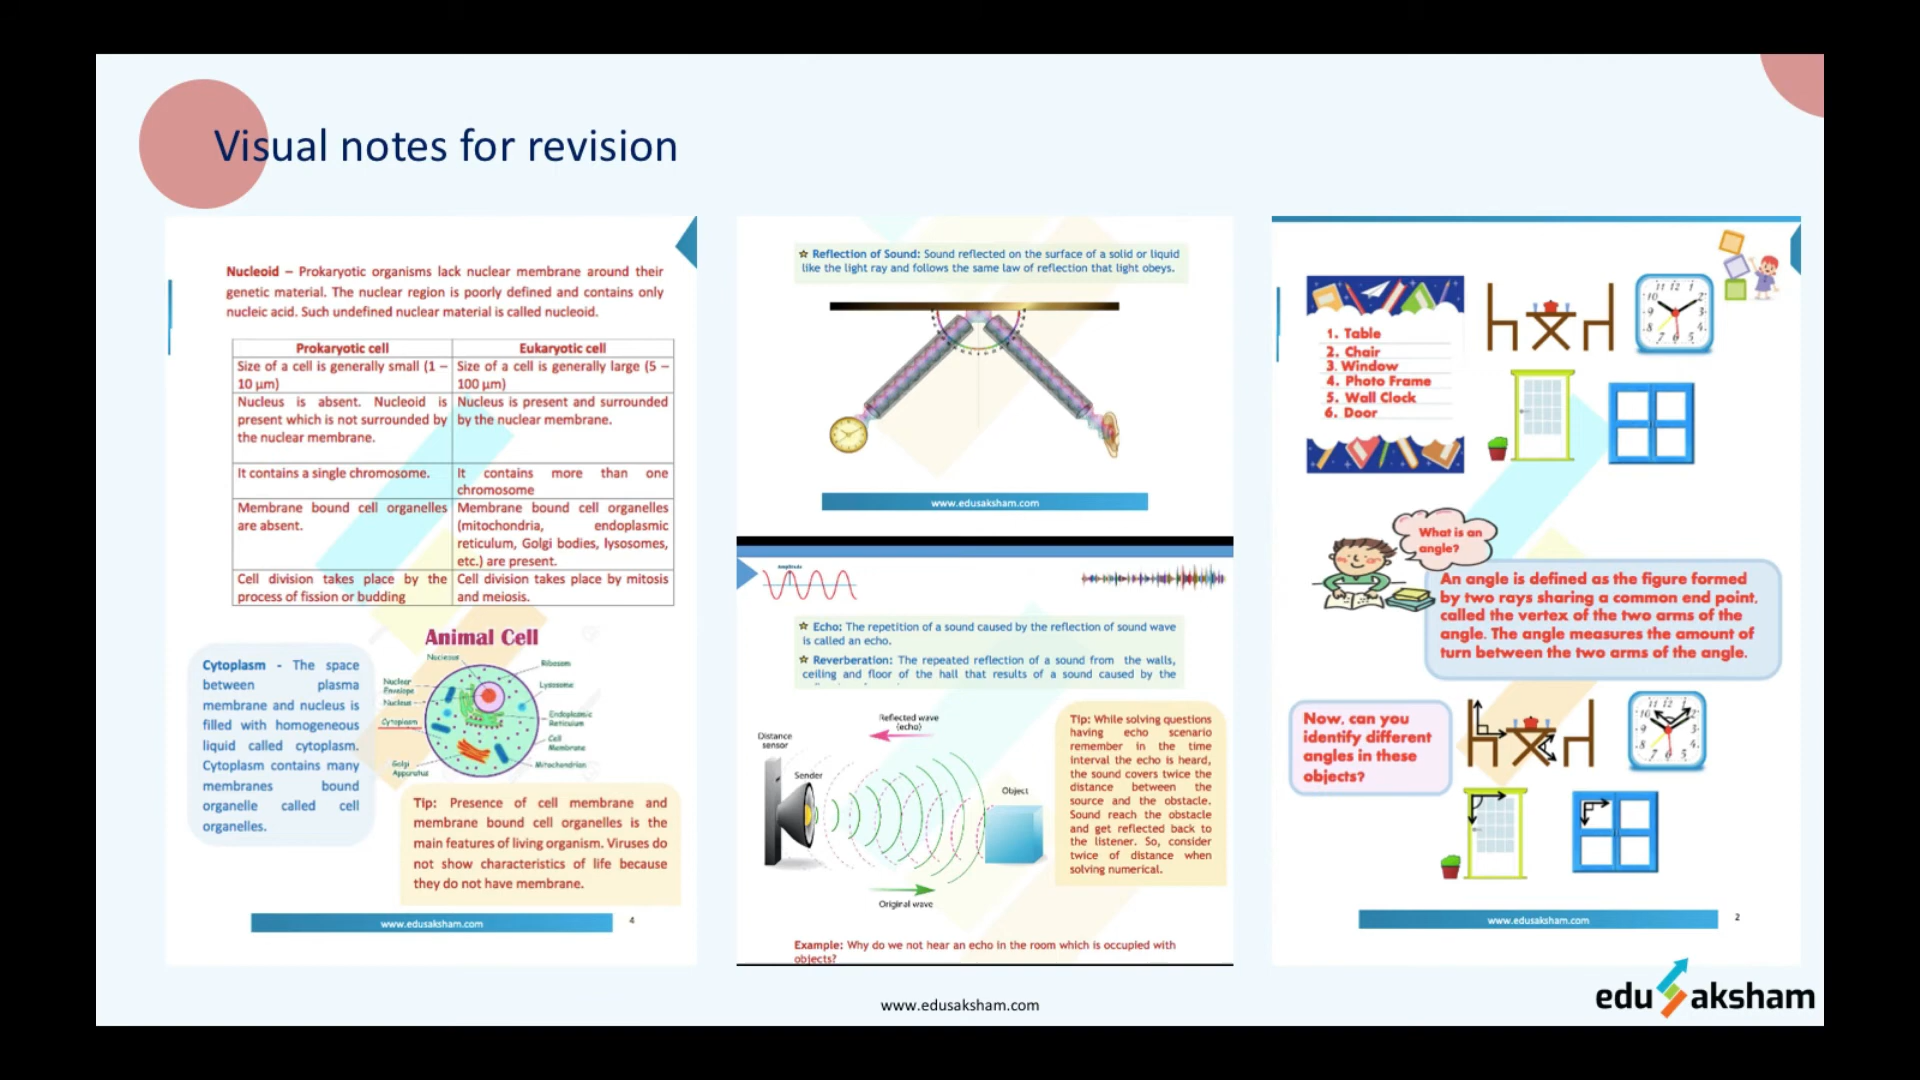 Visual notes for revision
Nucleoid – Prokaryotic organisms lack nuclear membrane around their
genetic material. The nuclear region is poorly defined and contains only
nucleic acid. Such undefined nuclear material is called nucleoid.
Prokaryotic cell
Eukaryotic cell
Size of a cell is generally small (1 –
10 µm)
Size of a cell is generally large (5 –
100 µm)
Nucleus is absent. Nucleoid is
present which is not surrounded by
the nuclear membrane.
Nucleus is present and surrounded
by the nuclear membrane.
It contains a single chromosome.
It contains more than one
chromosome
Membrane bound cell organelles
are absent.
Membrane bound cell organelles
(mitochondria, endoplasmic
reticulum, Golgi bodies, lysosomes,
etc.) are present.
Cell division takes place by the
process of fission or budding
Cell division takes place by mitosis
and meiosis.
Cytoplasm - The space
between plasma
membrane and nucleus is
filled with homogeneous
liquid called cytoplasm.
Cytoplasm contains many
membranes bound
organelle called cell
organelles.
Animal Cell
Nuclear
Envelope
Nucleus
Cytoplasm
Golgi
Apparatus
Ribosom
Lysosome
Endoplasmic
Reticulum
Cell
Membrane
Mitochondrion
Tip: Presence of cell membrane and
membrane bound cell organelles is the
main features of living organism. Viruses do
not show characteristics of life because
they do not have membrane.
www.edusaksham.com
4
Reflection of Sound: Sound reflected on the surface of a solid or liquid
like the light ray and follows the same law of reflection that light obeys.
www.edusaksham.com
Amplitude
Echo: The repetition of a sound caused by the reflection of sound wave
is called an echo.
Reverberation: The repeated reflection of a sound from the walls,
ceiling and floor of the hall that results of a sound caused by the
Distance
sensor
Sender
Reflected wave
(echo)
Object
Original wave
Tip: While solving questions
having echo scenario
remember in the time
interval the echo is heard,
the sound covers twice the
distance between the
source and the obstacle.
Sound reach the obstacle
and get reflected back to
the listener. So, consider
twice of distance when
solving numerical.
Example: Why do we not hear an echo in the room which is occupied with
objects?
1. Table
2. Chair
3. Window
4. Photo Frame
5. Wall Clock
6. Door
What is an
angle?
An angle is defined as the figure formed
by two rays sharing a common end point,
called the vertex of the two arms of the
angle. The angle measures the amount of
turn between the two arms of the angle.
Now, can you
identify different
angles in these
objects?
www.edusaksham.com
2
www.edusaksham.com
edu aksham